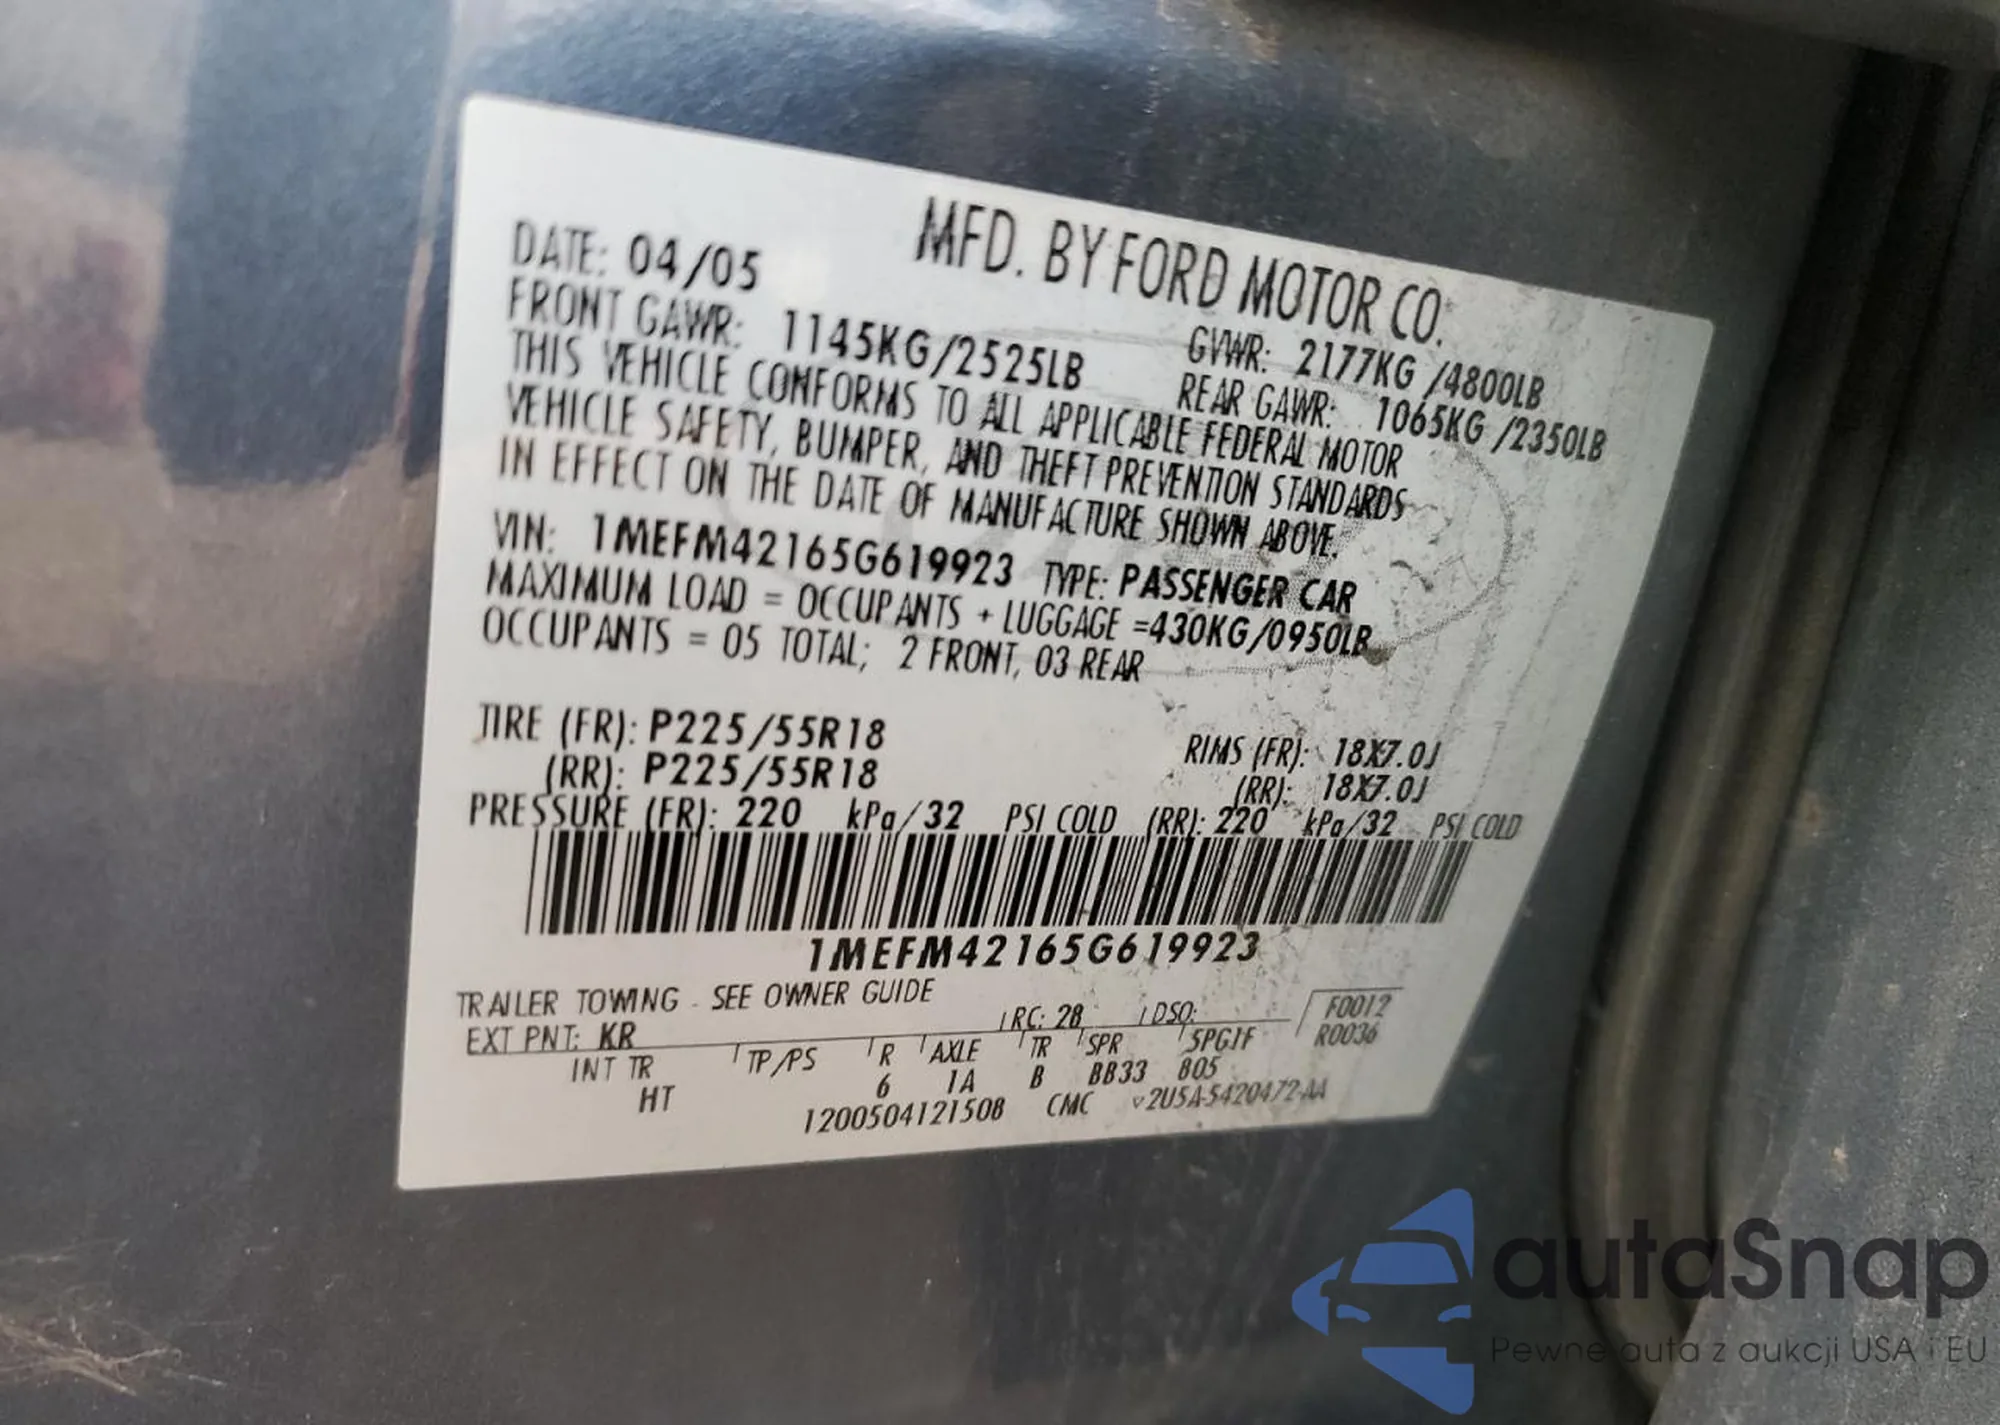 MFD. BY FORD MOTOR CO.
DATE: 04/05
GVWR: 2177KG /4800LB
FRONT GAWR: 1145KG/2525LB
REAR GAWR: 1065KG /2350LB
THIS VEHICLE CONFORMS TO ALL APPLICABLE FEDERAL MOTOR
VEHICLE SAFETY, BUMPER, AND THEFT PREVENTION STANDARDS
IN EFFECT ON THE DATE OF MANUFACTURE SHOWN ABOVE.
VIN: 1MEFM42165G619923 TYPE: PASSENGER CAR
MAXIMUM LOAD = OCCUPANTS + LUGGAGE =430KG/0950LB
OCCUPANTS = 05 TOTAL; 2 FRONT, 03 REAR
TIRE (FR): P225/55R18 RIMS (FR): 18X7.0J
(RR): P225/55R18 (RR): 18X7.0J
PRESSURE (FR): 220 kPa/32 PSI COLD (RR): 220 kPa/32 PSI COLD
1MEFM42165G619923
TRAILER TOWING - SEE OWNER GUIDE
EXT PNT: KR RC: 28 DSO: F0012
R0036
INT TR TP/PS R AXLE TR SPR SPGIF
HT 6 1A B BB33 805
1200504121508 CMC v2U5A-5420472-AA
autaSnap
Pewne auta z aukcji USA i EU